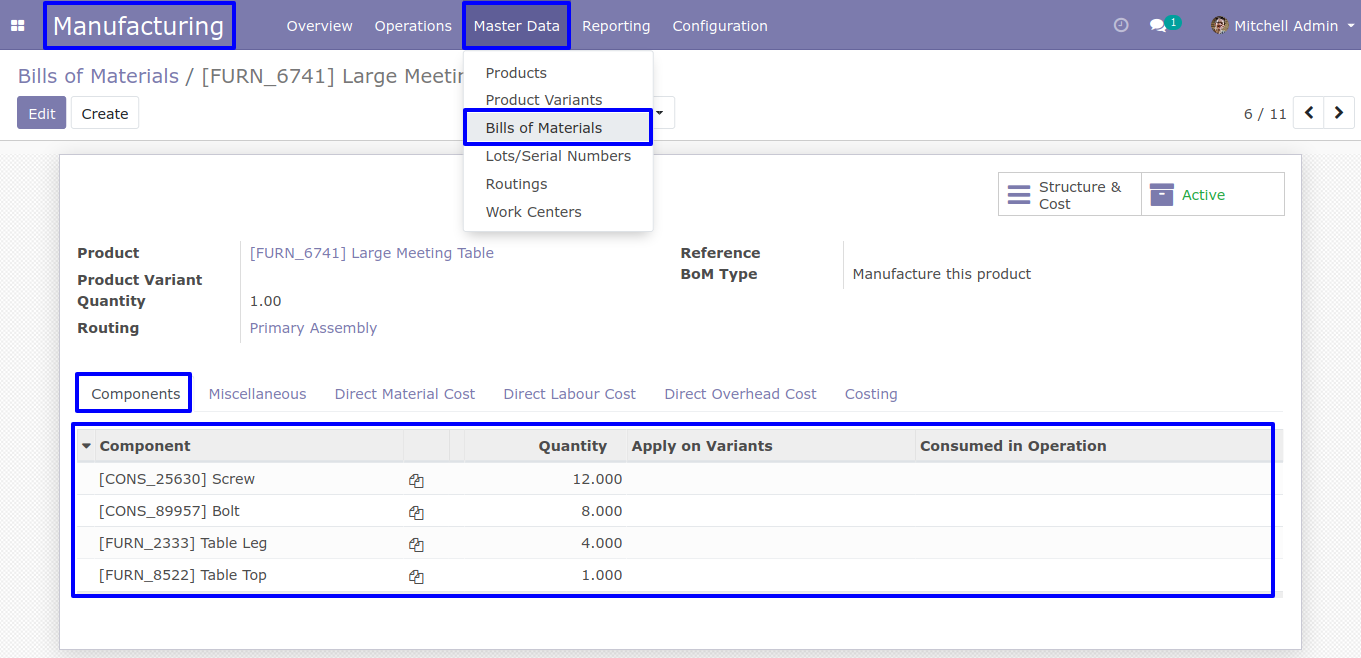 Manufacturing Overview Operations Master Data Reporting Configuration 1 Mitchell Admin
Bills of Materials / [FURN_6741] Large
Products
Product Variants
Bills of Materials
Lots/Serial Numbers
Routings
Work Centers
Edit Create 6 / 11
Structure &
Cost
Active
Product [FURN_6741] Large Meeting Table
Product Variant
Quantity 1.00
Routing Primary Assembly
Reference
BoM Type Manufacture this product
Components Miscellaneous Direct Material Cost Direct Labour Cost Direct Overhead Cost Costing
Component Quantity Apply on Variants Consumed in Operation
[CONS_25630] Screw 12.000
[CONS_89957] Bolt 8.000
[FURN_2333] Table Leg 4.000
[FURN_8522] Table Top 1.000